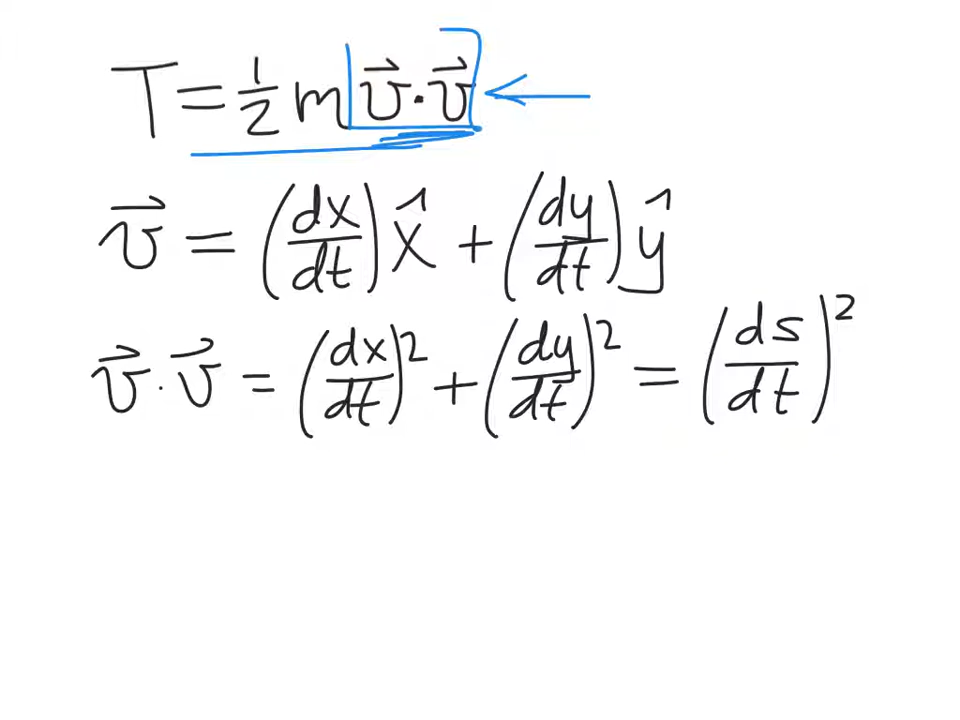 T = ½ m v⃗ · v⃗
v⃗ = (dx/dt) x̂ + (dy/dt) ŷ
v⃗ · v⃗ = (dx/dt)² + (dy/dt)² = (ds/dt)²